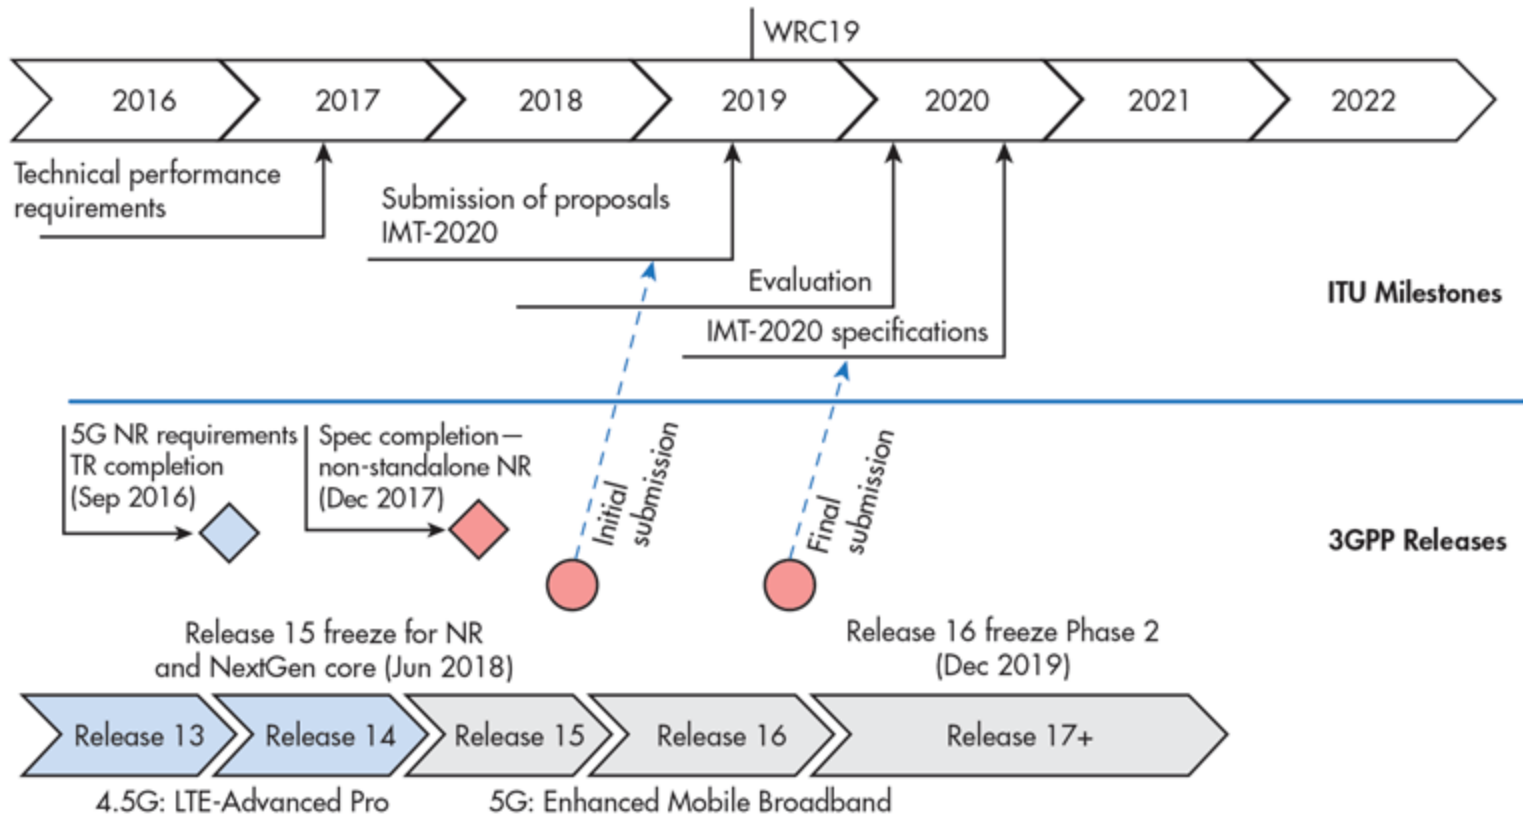 WRC19
2016
2017
2018
2019
2020
2021
2022
Technical performance
requirements
Submission of proposals
IMT-2020
Evaluation
IMT-2020 specifications
ITU Milestones
5G NR requirements
TR completion
(Sep 2016)
Spec completion—
non-standalone NR
(Dec 2017)
Initial
submission
Final
submission
3GPP Releases
Release 15 freeze for NR
and NextGen core (Jun 2018)
Release 16 freeze Phase 2
(Dec 2019)
Release 13
Release 14
Release 15
Release 16
Release 17+
4.5G: LTE-Advanced Pro
5G: Enhanced Mobile Broadband